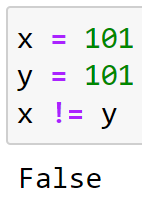 x = 101
y = 101
x != y
False